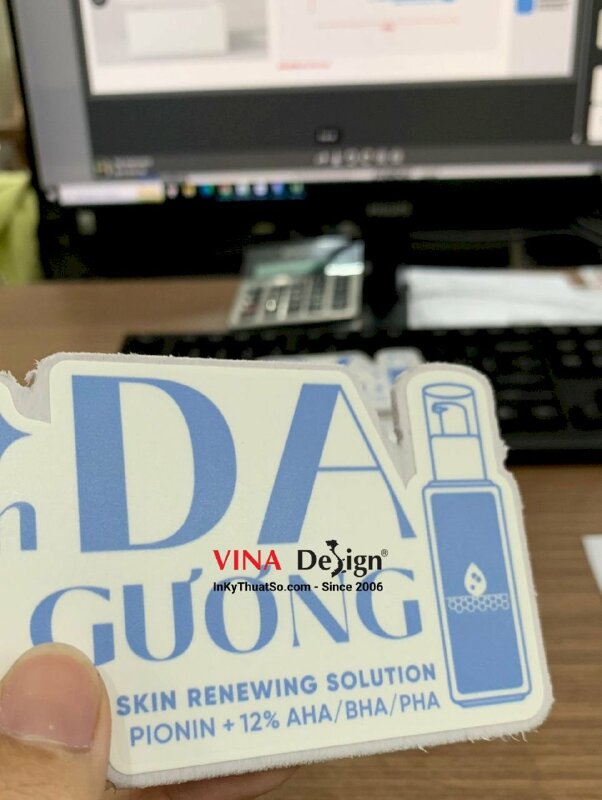 DA
GƯƠNG
VINA Design®
InKyThuatSo.com - Since 2006
SKIN RENEWING SOLUTION
PIONIN + 12% AHA/BHA/PHA